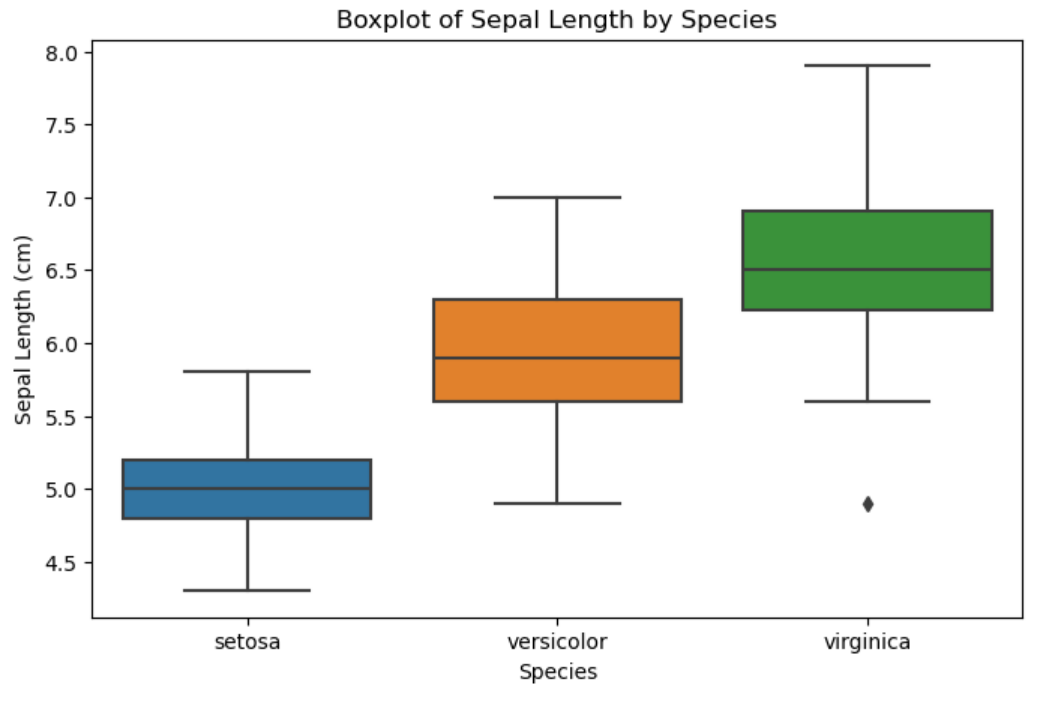 Boxplot of Sepal Length by Species
Sepal Length (cm)
8.0
7.5
7.0
6.5
6.0
5.5
5.0
4.5
setosa versicolor virginica
Species